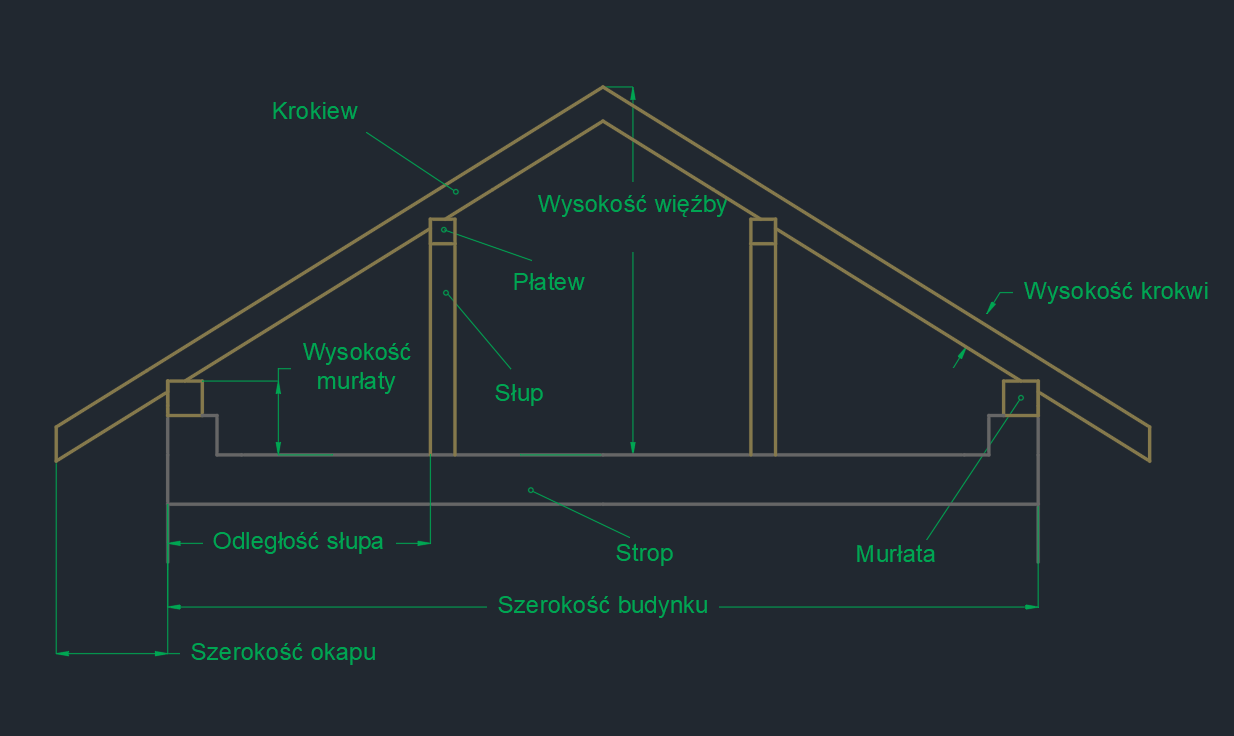 Krokiew
Wysokość więźby
Płatew
Wysokość krokwi
Wysokość
murłaty
Słup
Odległość słupa
Strop
Murłata
Szerokość budynku
Szerokość okapu